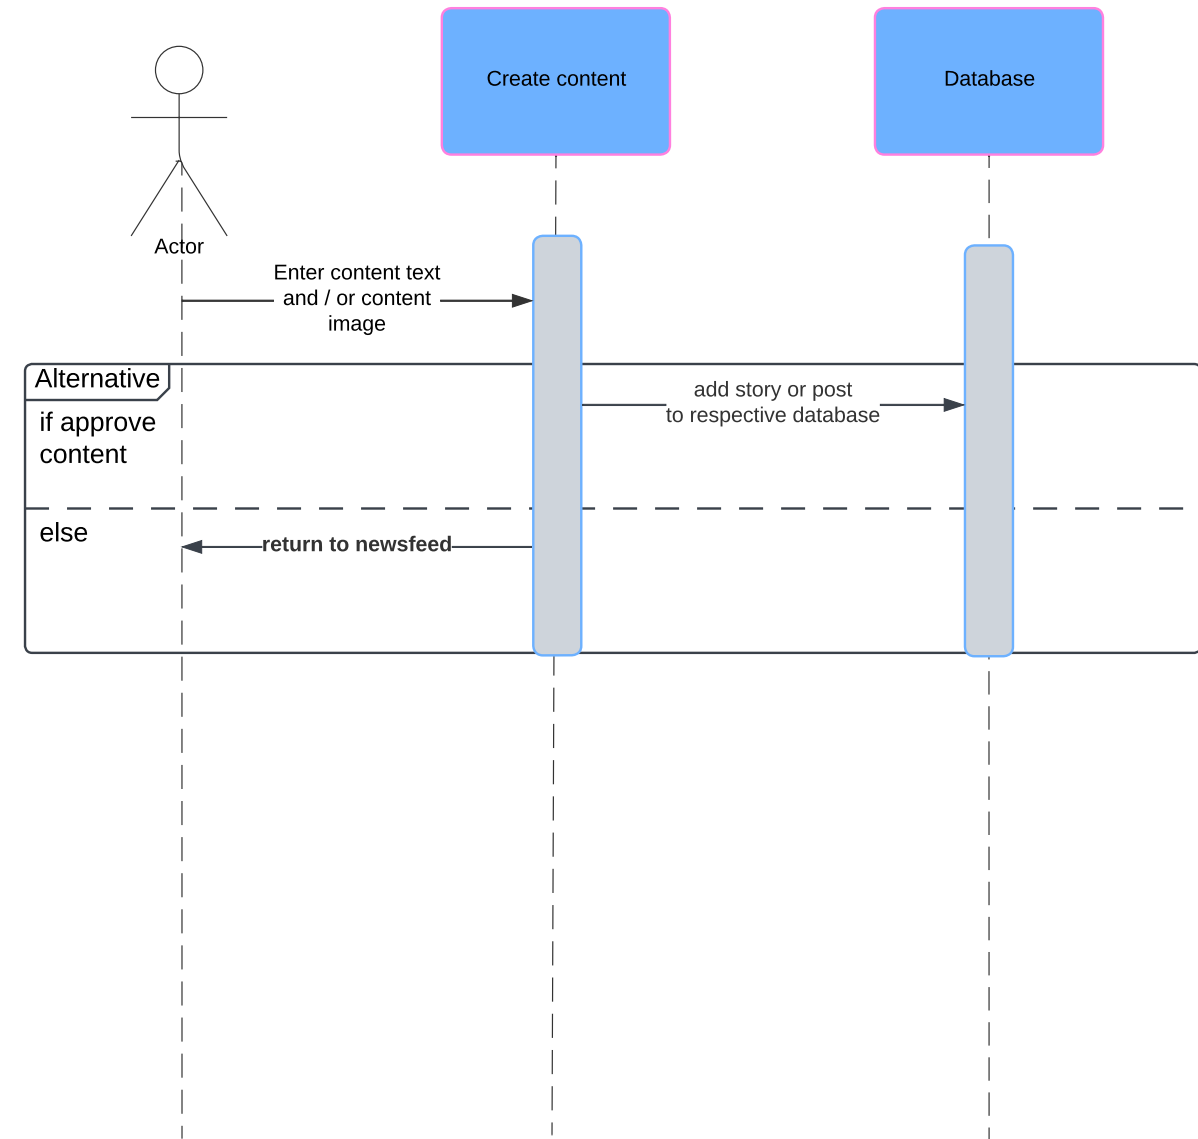 Create content
Database
Actor
Enter content text
and / or content
image
Alternative
if approve
content
add story or post
to respective database
else
return to newsfeed